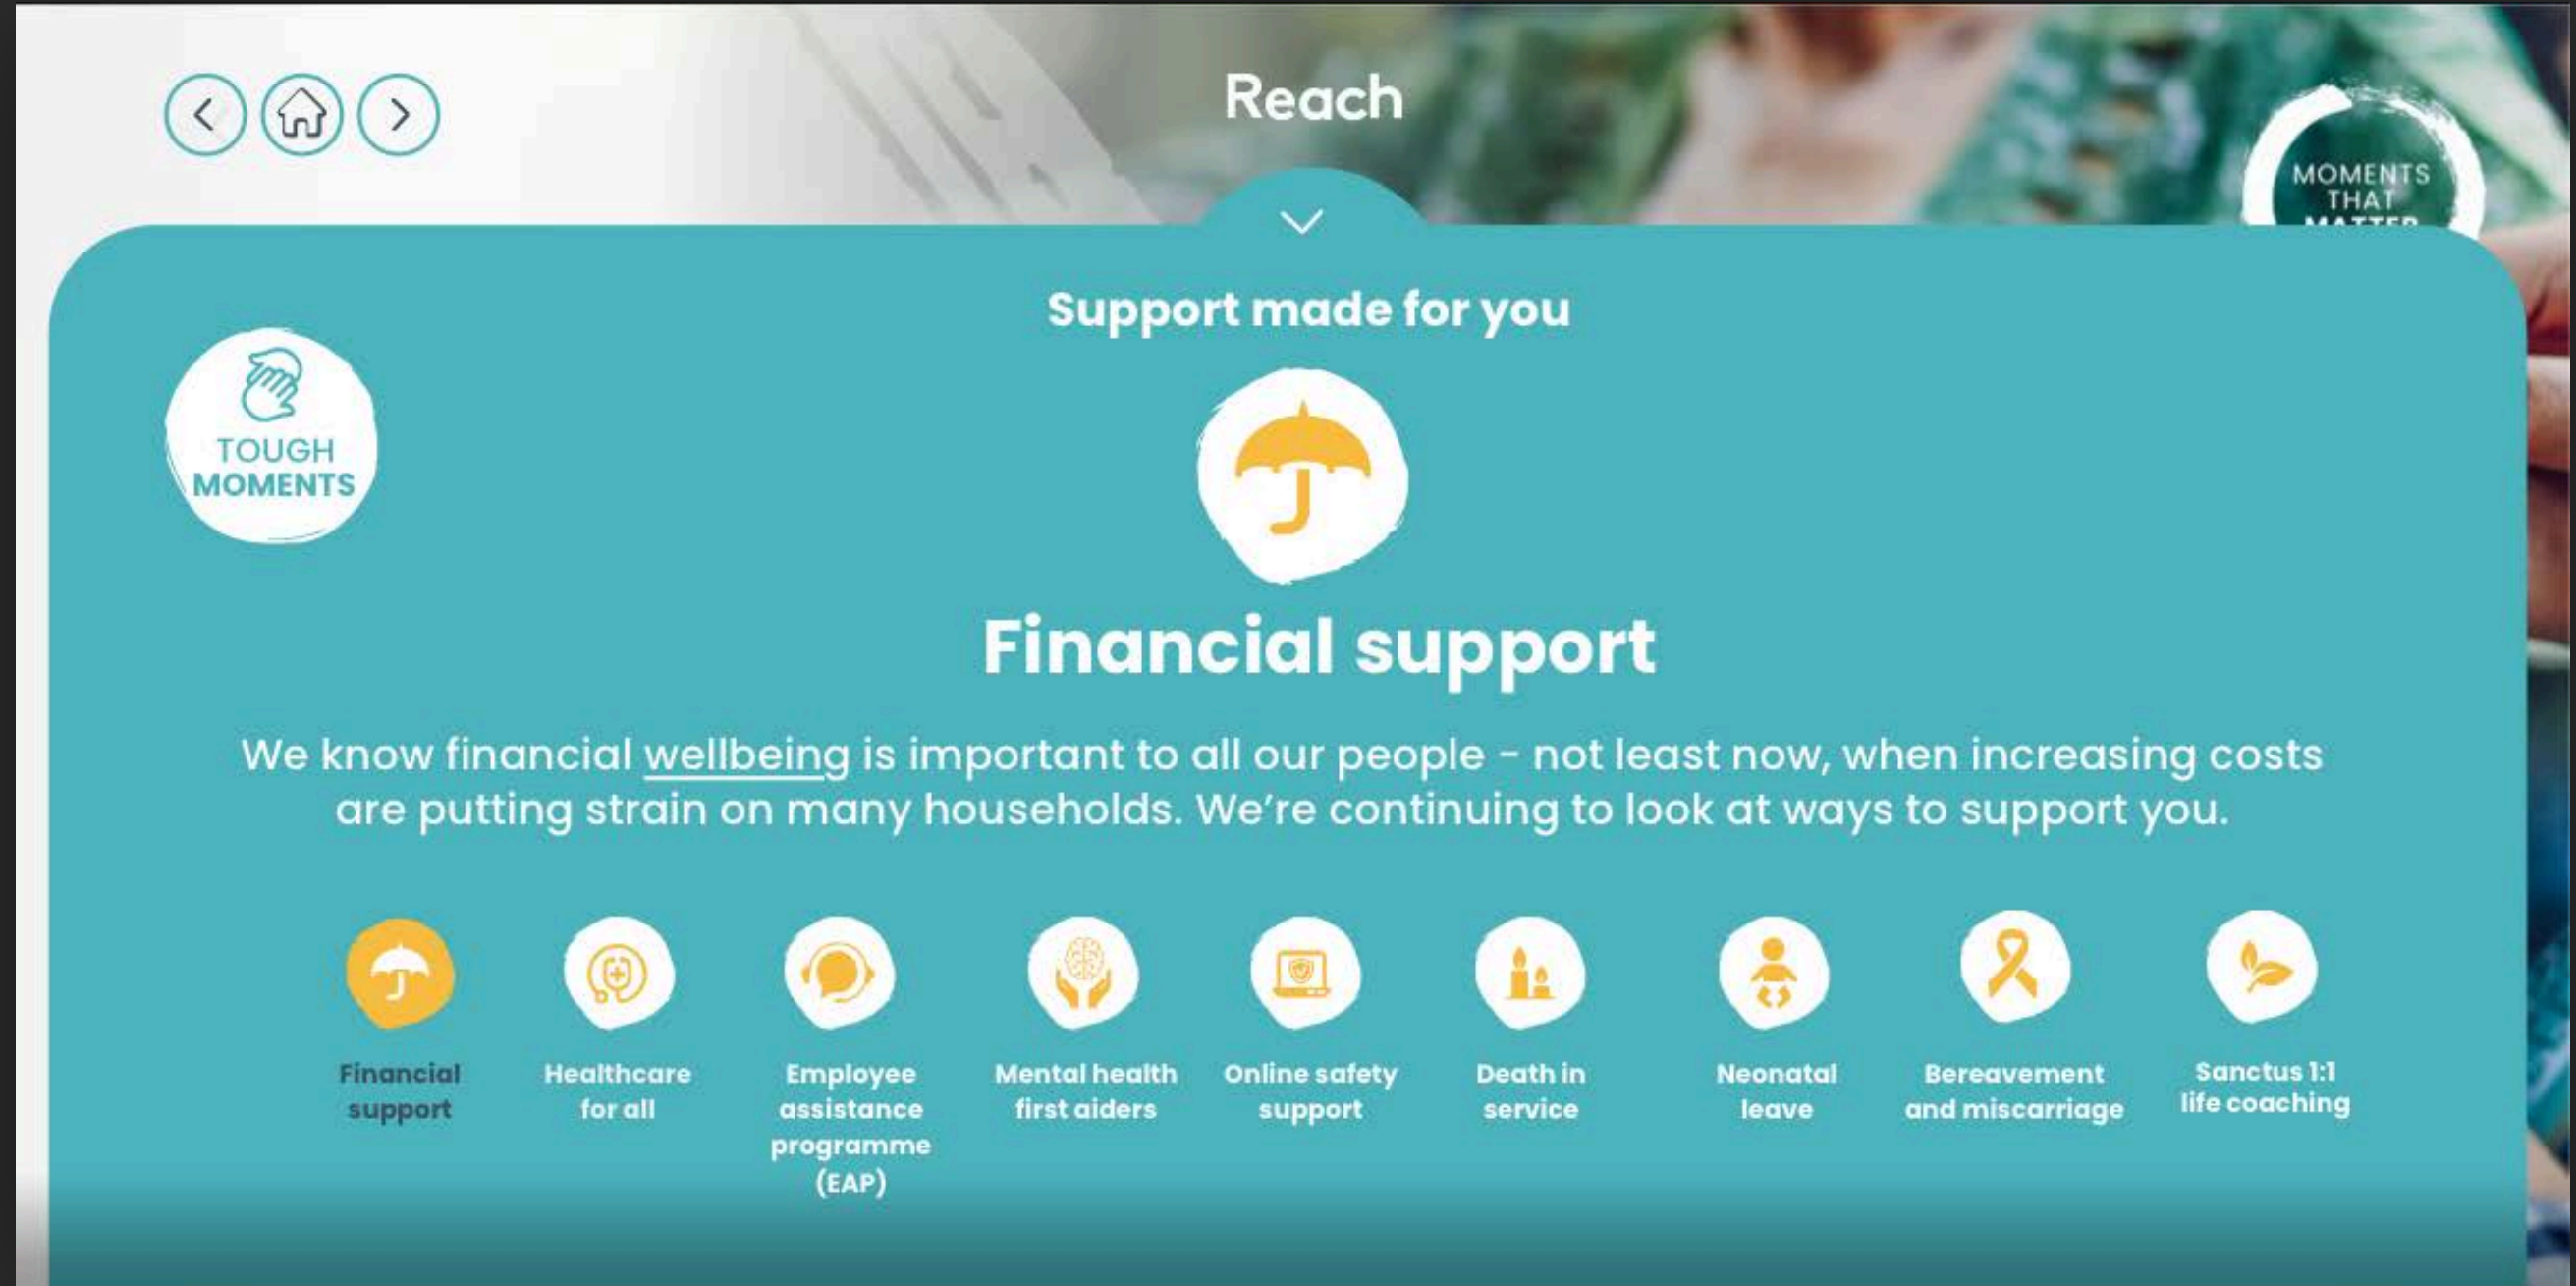 Reach
MOMENTS
THAT
MATTER
Support made for you
TOUGH
MOMENTS
Financial support
We know financial wellbeing is important to all our people - not least now, when increasing costs
are putting strain on many households. We're continuing to look at ways to support you.
Financial
support
Healthcare
for all
Employee
assistance
programme
(EAP)
Mental health
first aiders
Online safety
support
Death in
service
Neonatal
leave
Bereavement
and miscarriage
Sanctus 1:1
life coaching